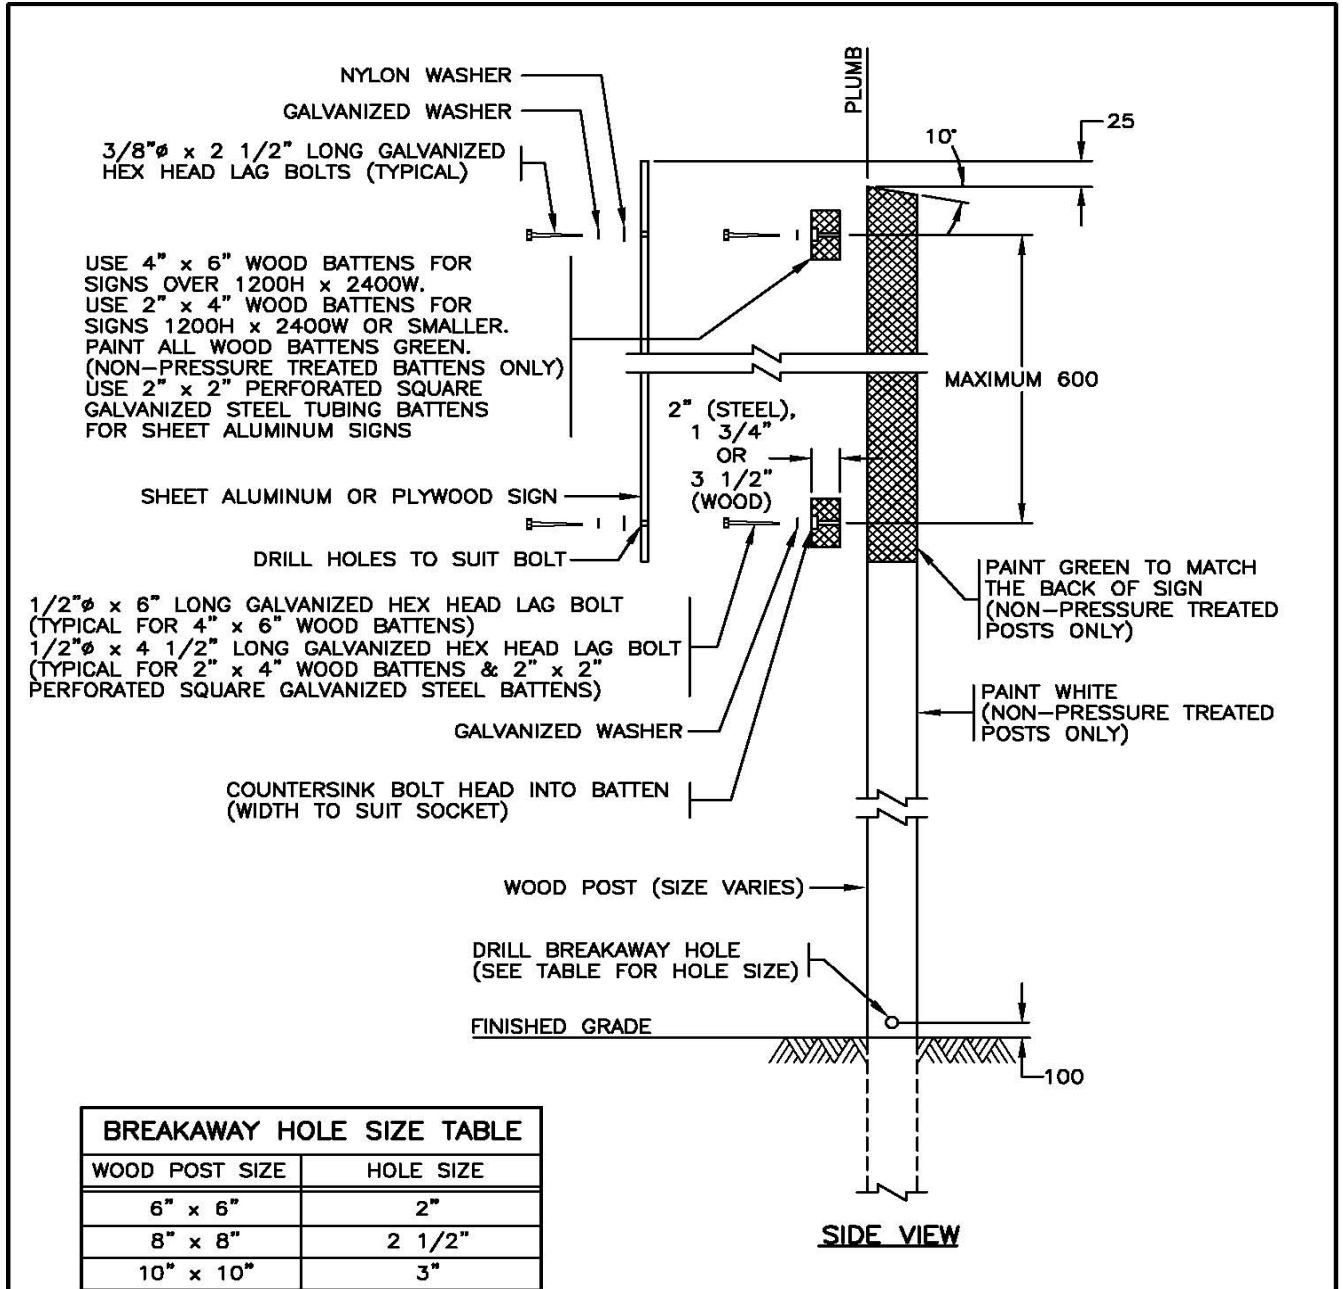 PLUMB
NYLON WASHER
GALVANIZED WASHER
3/8"ø x 2 1/2" LONG GALVANIZED
HEX HEAD LAG BOLTS (TYPICAL)
10°
25
USE 4" x 6" WOOD BATTENS FOR
SIGNS OVER 1200H x 2400W.
USE 2" x 4" WOOD BATTENS FOR
SIGNS 1200H x 2400W OR SMALLER.
PAINT ALL WOOD BATTENS GREEN.
(NON-PRESSURE TREATED BATTENS ONLY)
USE 2" x 2" PERFORATED SQUARE
GALVANIZED STEEL TUBING BATTENS
FOR SHEET ALUMINUM SIGNS
MAXIMUM 600
2" (STEEL),
1 3/4"
OR
3 1/2"
(WOOD)
SHEET ALUMINUM OR PLYWOOD SIGN
DRILL HOLES TO SUIT BOLT
PAINT GREEN TO MATCH
THE BACK OF SIGN
(NON-PRESSURE TREATED
POSTS ONLY)
1/2"ø x 6" LONG GALVANIZED HEX HEAD LAG BOLT
(TYPICAL FOR 4" x 6" WOOD BATTENS)
1/2"ø x 4 1/2" LONG GALVANIZED HEX HEAD LAG BOLT
(TYPICAL FOR 2" x 4" WOOD BATTENS & 2" x 2"
PERFORATED SQUARE GALVANIZED STEEL BATTENS)
PAINT WHITE
(NON-PRESSURE TREATED
POSTS ONLY)
GALVANIZED WASHER
COUNTERSINK BOLT HEAD INTO BATTEN
(WIDTH TO SUIT SOCKET)
WOOD POST (SIZE VARIES)
DRILL BREAKAWAY HOLE
(SEE TABLE FOR HOLE SIZE)
FINISHED GRADE
100
BREAKAWAY HOLE SIZE TABLE
WOOD POST SIZE HOLE SIZE
6" x 6" 2"
8" x 8" 2 1/2"
10" x 10" 3"
SIDE VIEW